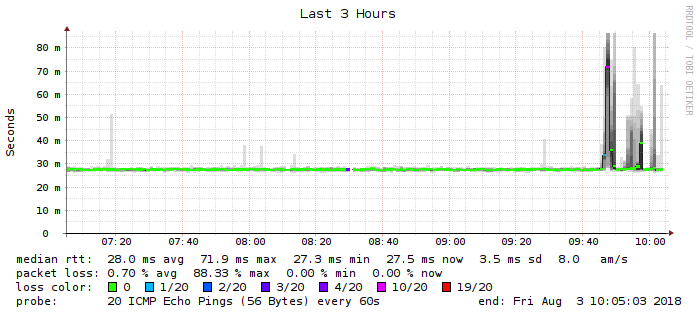 Last 3 Hours
RRDTOOL / TOBI OETIKER
Seconds
80 m
70 m
60 m
50 m
40 m
30 m
20 m
10 m
0
07:20 07:40 08:00 08:20 08:40 09:00 09:20 09:40 10:00
median rtt: 28.0 ms avg 71.9 ms max 27.3 ms min 27.5 ms now 3.5 ms sd 8.0 am/s
packet loss: 0.70 % avg 88.33 % max 0.00 % min 0.00 % now
loss color: 0 1/20 2/20 3/20 4/20 10/20 19/20
probe: 20 ICMP Echo Pings (56 Bytes) every 60s end: Fri Aug 3 10:05:03 2018